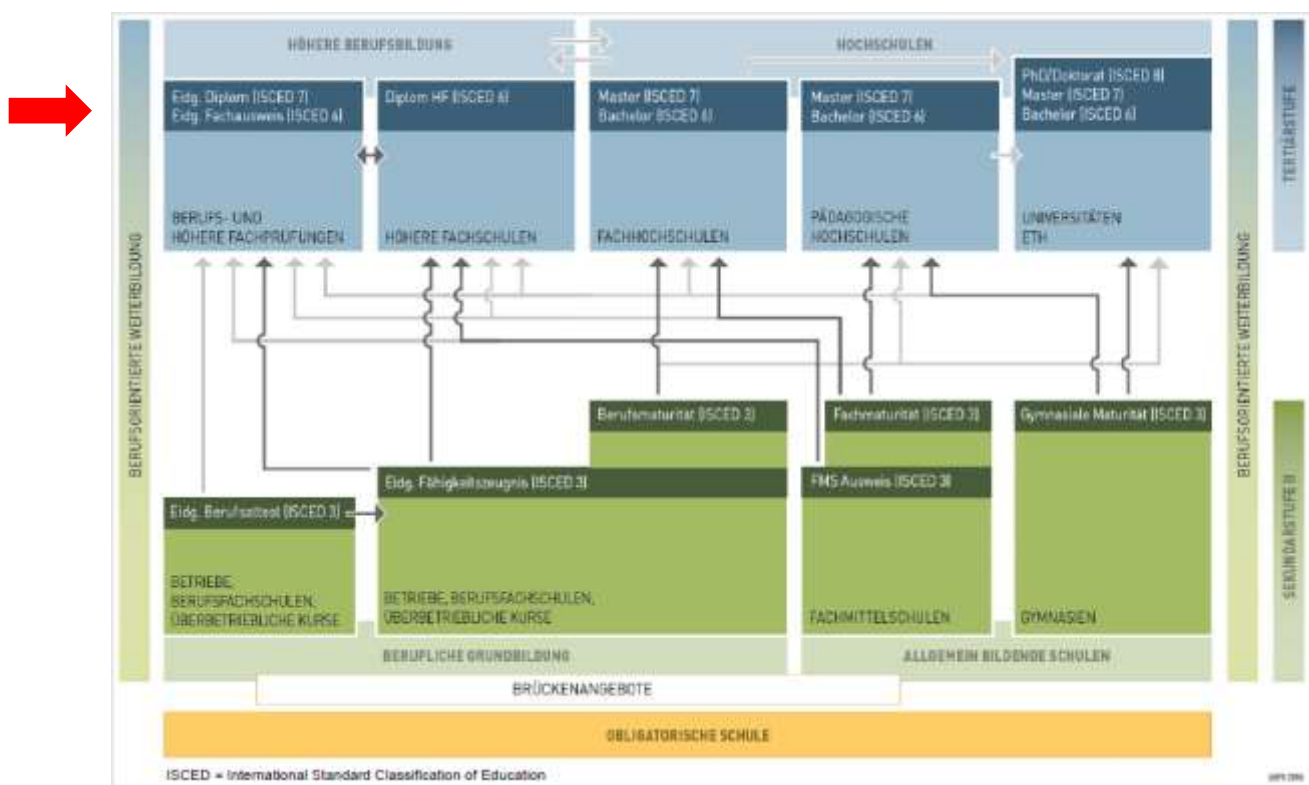 HÖHERE BERUFSBILDUNG
HOCHSCHULEN
Eidg. Diplom (ISCED 7)
Eidg. Fachausweis (ISCED 6)
BERUFS- UND
HÖHERE FACHPRÜFUNGEN
Diplom HF (ISCED 6)
HÖHERE FACHSCHULEN
Master (ISCED 7)
Bachelor (ISCED 6)
FACHHOCHSCHULEN
Master (ISCED 7)
Bachelor (ISCED 6)
PÄDAGOGISCHE
HOCHSCHULEN
PhD/Doktorat (ISCED 8)
Master (ISCED 7)
Bachelor (ISCED 6)
UNIVERSITÄTEN
ETH
BERUFSORIENTIERTE WEITERBILDUNG
BERUFSORIENTIERTE WEITERBILDUNG
TERTIÄRSTUFE
SEKUNDARSTUFE II
Berufsmaturität (ISCED 3)
Fachmaturität (ISCED 3)
Gymnasiale Maturität (ISCED 3)
Eidg. Fähigkeitszeugnis (ISCED 3)
FMS Ausweis (ISCED 3)
Eidg. Berufsattest (ISCED 3)
BETRIEBE,
BERUFSFACHSCHULEN,
ÜBERBETRIEBLICHE KURSE
BETRIEBE, BERUFSFACHSCHULEN,
ÜBERBETRIEBLICHE KURSE
FACHMITTELSCHULEN
GYMNASIEN
BERUFLICHE GRUNDBILDUNG
ALLGEMEIN BILDENDE SCHULEN
BRÜCKENANGEBOTE
OBLIGATORISCHE SCHULE
ISCED = International Standard Classification of Education